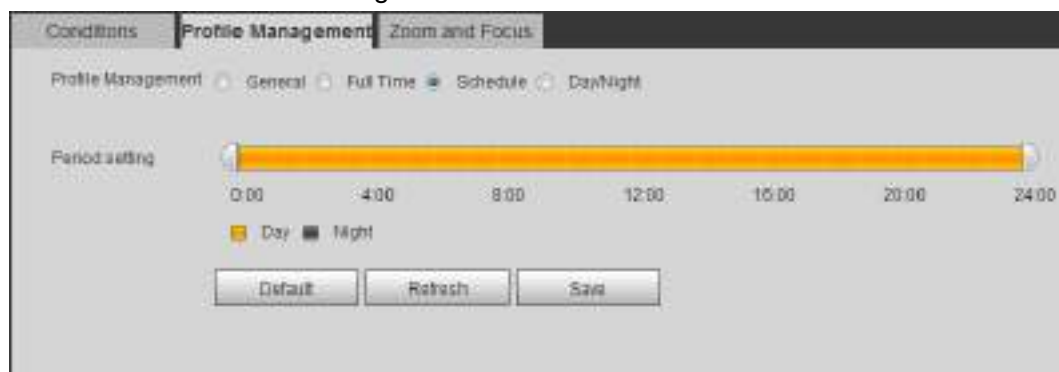 Conditions Profile Management Zoom and Focus
Profile Management General Full Time Schedule Day/Night
Period setting
0:00 4:00 8:00 12:00 16:00 20:00 24:00
Day Night
Default Refresh Save